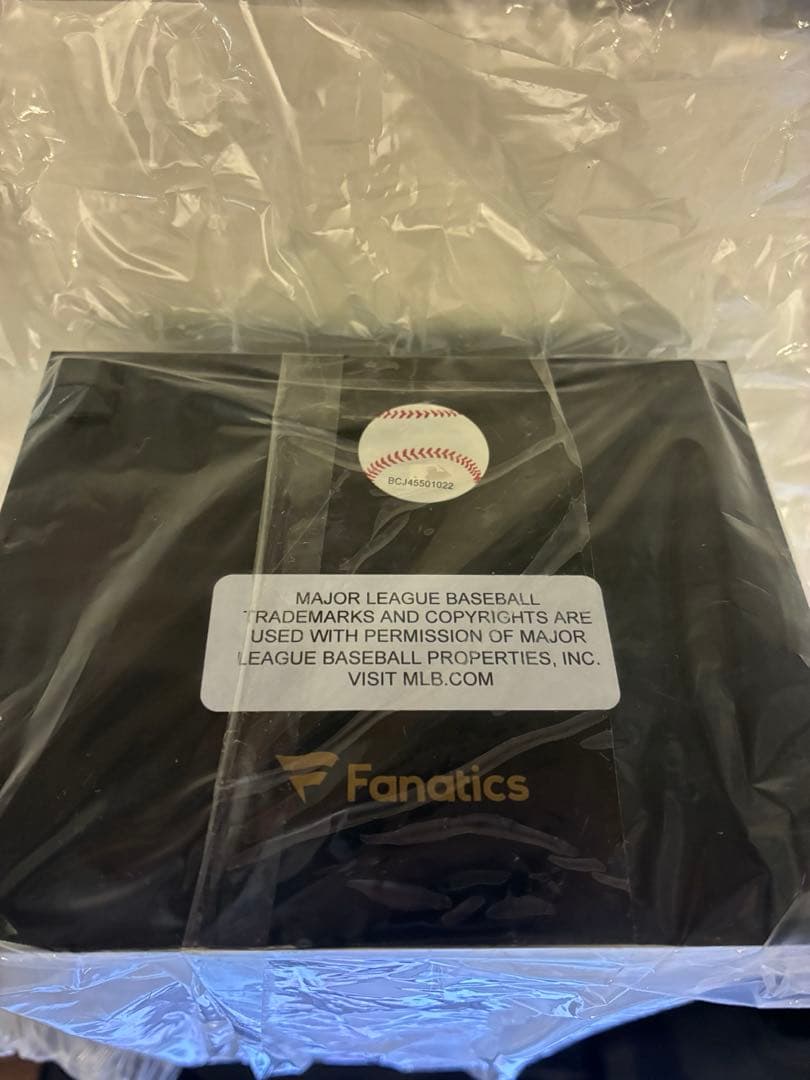 BCJ45501022
MAJOR LEAGUE BASEBALL
TRADEMARKS AND COPYRIGHTS ARE
USED WITH PERMISSION OF MAJOR
LEAGUE BASEBALL PROPERTIES, INC.
VISIT MLB.COM
Fanatics